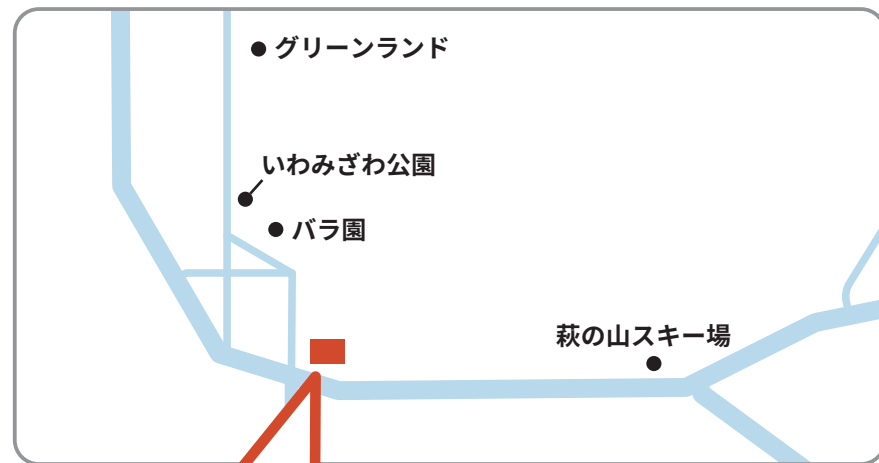 グリーンランド
いわみざわ公園
バラ園
萩の山スキー場